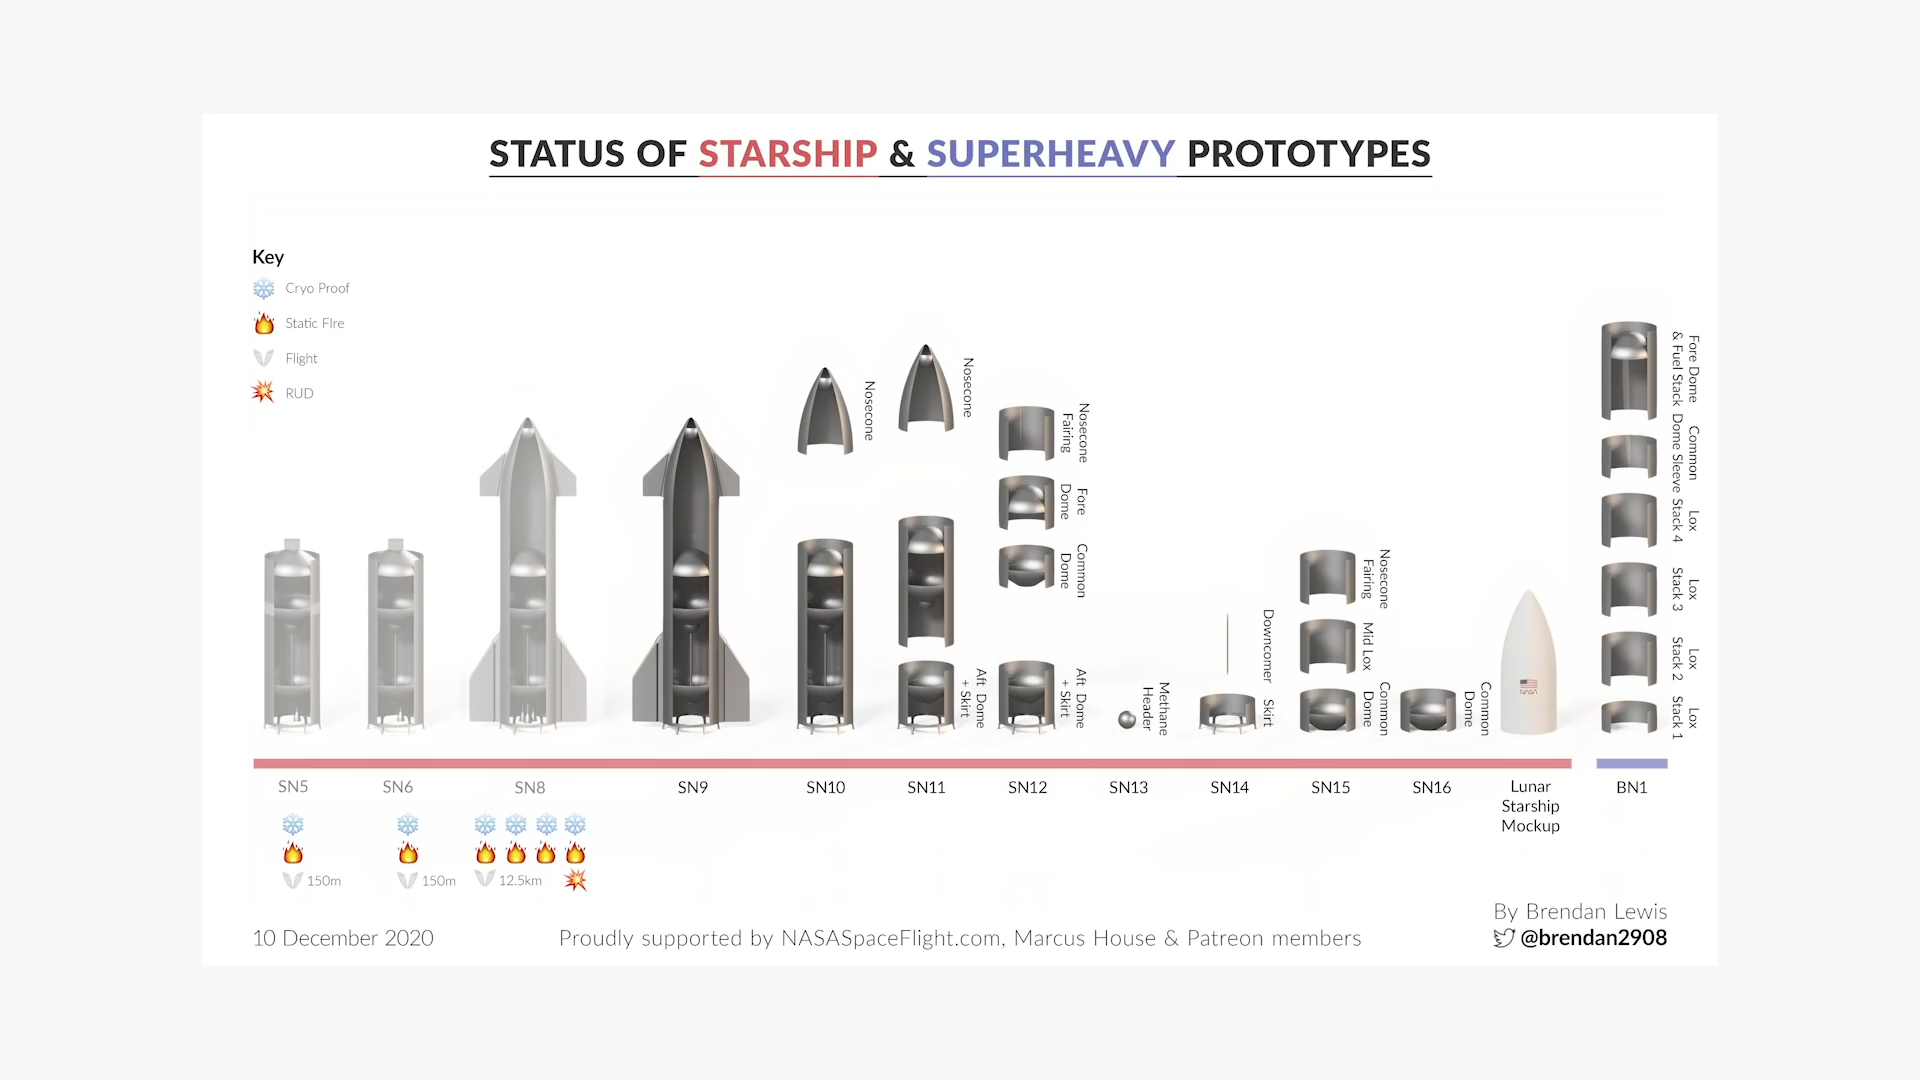 STATUS OF STARSHIP & SUPERHEAVY PROTOTYPES
Key
Cryo Proof
Static FIre
Flight
RUD
Nosecone
Nosecone
Aft Dome
+ Skirt
Nosecone
Fairing
Fore
Dome
Common
Dome
Aft Dome
+ Skirt
Methane
Header
Downcomer
Skirt
Nosecone
Fairing
Mid Lox
Common
Dome
Common
Dome
NASA
Fore Dome
& Fuel Stack
Common
Dome Sleeve
Lox
Stack 4
Lox
Stack 3
Lox
Stack 2
Lox
Stack 1
SN5
SN6
SN8
SN9
SN10
SN11
SN12
SN13
SN14
SN15
SN16
Lunar
Starship
Mockup
BN1
150m
150m
12.5km
10 December 2020
Proudly supported by NASASpaceFlight.com, Marcus House & Patreon members
By Brendan Lewis
@brendan2908